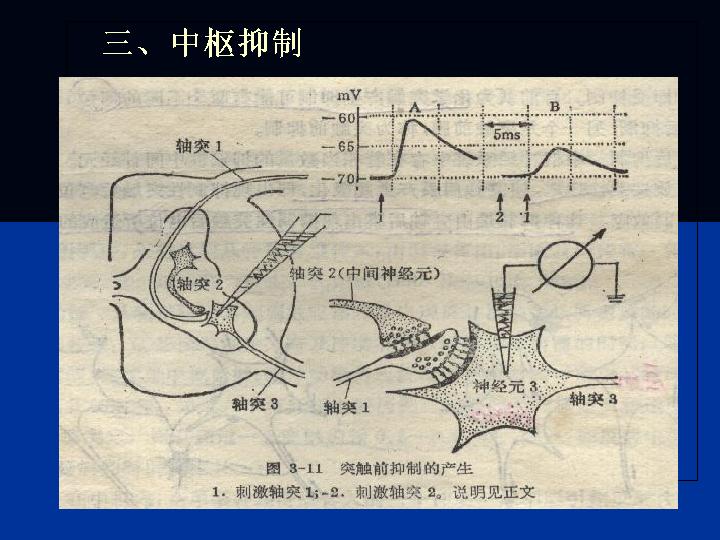 三、中枢抑制
mV
A
B
-60
5ms
-65
-70
1
2
1
轴突1
轴突2
轴突2(中间神经元)
神经元3
轴突3
轴突1
轴突3
图 3-11 突触前抑制的产生
1. 刺激轴突1; 2. 刺激轴突2。说明见正文